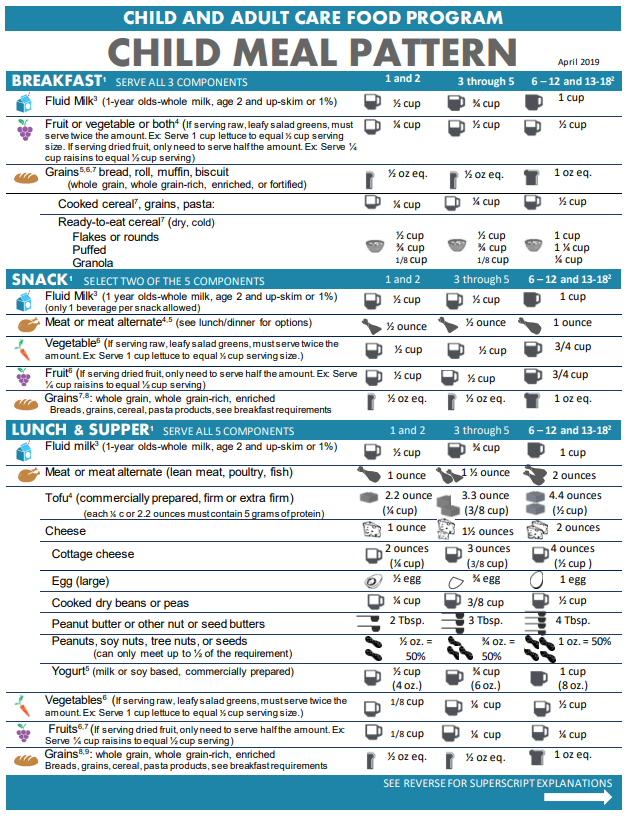 CHILD AND ADULT CARE FOOD PROGRAM
CHILD MEAL PATTERN
April 2019
BREAKFAST¹ SERVE ALL 3 COMPONENTS 1 and 2 3 through 5 6 – 12 and 13-18²
Fluid Milk³ (1-year olds-whole milk, age 2 and up-skim or 1%) ½ cup ¾ cup 1 cup
Fruit or vegetable or both⁴ (If serving raw, leafy salad greens, must ¼ cup ½ cup ½ cup
serve twice the amount. Ex: Serve 1 cup lettuce to equal ½ cup serving
size. If serving dried fruit, only need to serve half the amount. Ex: Serve ¼
cup raisins to equal ½ cup serving)
Grains⁵,⁶,⁷ bread, roll, muffin, biscuit ½ oz eq. ½ oz eq. 1 oz eq.
(whole grain, whole grain-rich, enriched, or fortified)
Cooked cereal⁷, grains, pasta: ¼ cup ¼ cup ½ cup
Ready-to-eat cereal⁷ (dry, cold)
Flakes or rounds ½ cup ½ cup 1 cup
Puffed ¾ cup ¾ cup 1 ¼ cup
Granola 1/8 cup 1/8 cup ¼ cup
SNACK¹ SELECT TWO OF THE 5 COMPONENTS 1 and 2 3 through 5 6 – 12 and 13-18²
Fluid Milk³ (1 year olds-whole milk, age 2 and up-skim or 1%) ½ cup ½ cup 1 cup
(only 1 beverage per snack allowed)
Meat or meat alternate⁴,⁵ (see lunch/dinner for options) ½ ounce ½ ounce 1 ounce
Vegetable⁶ (If serving raw, leafy salad greens, must serve twice the ½ cup ½ cup 3/4 cup
amount. Ex: Serve 1 cup lettuce to equal ½ cup serving size.)
Fruit⁶ (If serving dried fruit, only need to serve half the amount. Ex: Serve ½ cup ½ cup 3/4 cup
¼ cup raisins to equal ½ cup serving)
Grains⁷,⁸: whole grain, whole grain-rich, enriched ½ oz eq. ½ oz eq. 1 oz eq.
Breads, grains, cereal, pasta products, see breakfast requirements
LUNCH & SUPPER¹ SERVE ALL 5 COMPONENTS 1 and 2 3 through 5 6 – 12 and 13-18²
Fluid milk³ (1-year olds-whole milk, age 2 and up-skim or 1%) ½ cup ¾ cup 1 cup
Meat or meat alternate (lean meat, poultry, fish) 1 ounce 1 ½ ounce 2 ounces
Tofu⁴ (commercially prepared, firm or extra firm) 2.2 ounce 3.3 ounce 4.4 ounces
(each ¼ c or 2.2 ounces must contain 5 grams of protein) (¼ cup) (3/8 cup) (½ cup)
Cheese 1 ounce 1½ ounces 2 ounces
Cottage cheese 2 ounces 3 ounces 4 ounces
(¼ cup) (3/8 cup) (½ cup )
Egg (large) ½ egg ¾ egg 1 egg
Cooked dry beans or peas ¼ cup 3/8 cup ½ cup
Peanut butter or other nut or seed butters 2 Tbsp. 3 Tbsp. 4 Tbsp.
Peanuts, soy nuts, tree nuts, or seeds ½ oz. = ¾ oz. = 1 oz. = 50%
(can only meet up to ½ of the requirement) 50% 50%
Yogurt⁵ (milk or soy based, commercially prepared) ½ cup ¾ cup 1 cup
(4 oz.) (6 oz.) (8 oz.)
Vegetables⁶ (If serving raw, leafy salad greens, must serve twice the 1/8 cup ¼ cup ½ cup
amount. Ex: Serve 1 cup lettuce to equal ½ cup serving size.)
Fruits⁶,⁷ (If serving dried fruit, only need to serve half the amount. Ex: 1/8 cup ¼ cup ¼ cup
Serve ¼ cup raisins to equal ½ cup serving)
Grains⁸,⁹: whole grain, whole grain-rich, enriched ½ oz eq. ½ oz eq. 1 oz eq.
Breads, grains, cereal, pasta products, see breakfast requirements
SEE REVERSE FOR SUPERSCRIPT EXPLANATIONS